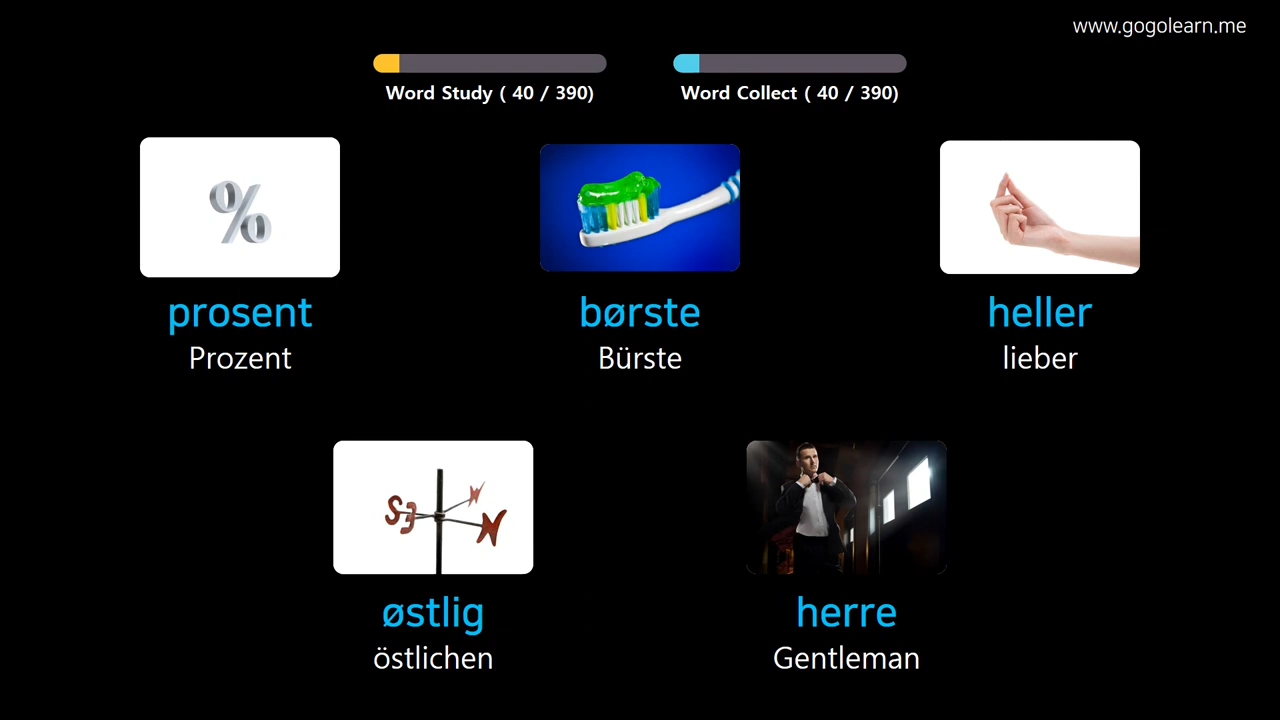 www.gogolearn.me
Word Study ( 40 / 390)
Word Collect ( 40 / 390)
%
prosent
Prozent
børste
Bürste
heller
lieber
S
E
W
N
østlig
östlichen
herre
Gentleman